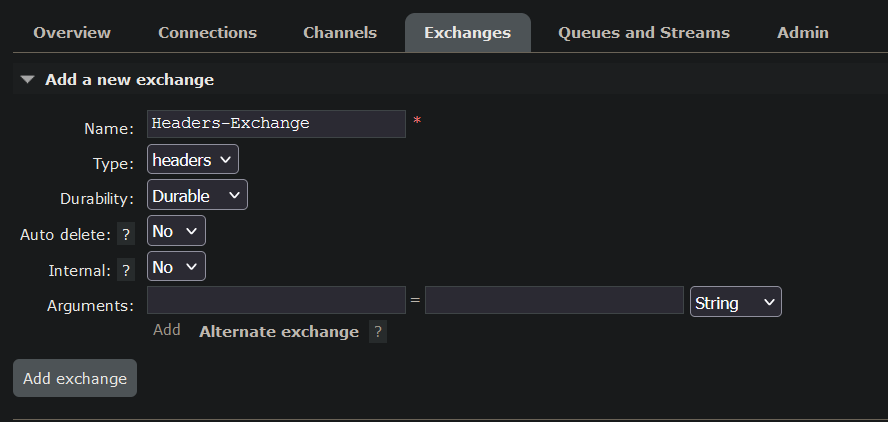 Overview Connections Channels Exchanges Queues and Streams Admin
Add a new exchange
Name: Headers-Exchange *
Type: headers
Durability: Durable
Auto delete: ? No
Internal: ? No
Arguments: = String
Add Alternate exchange ?
Add exchange